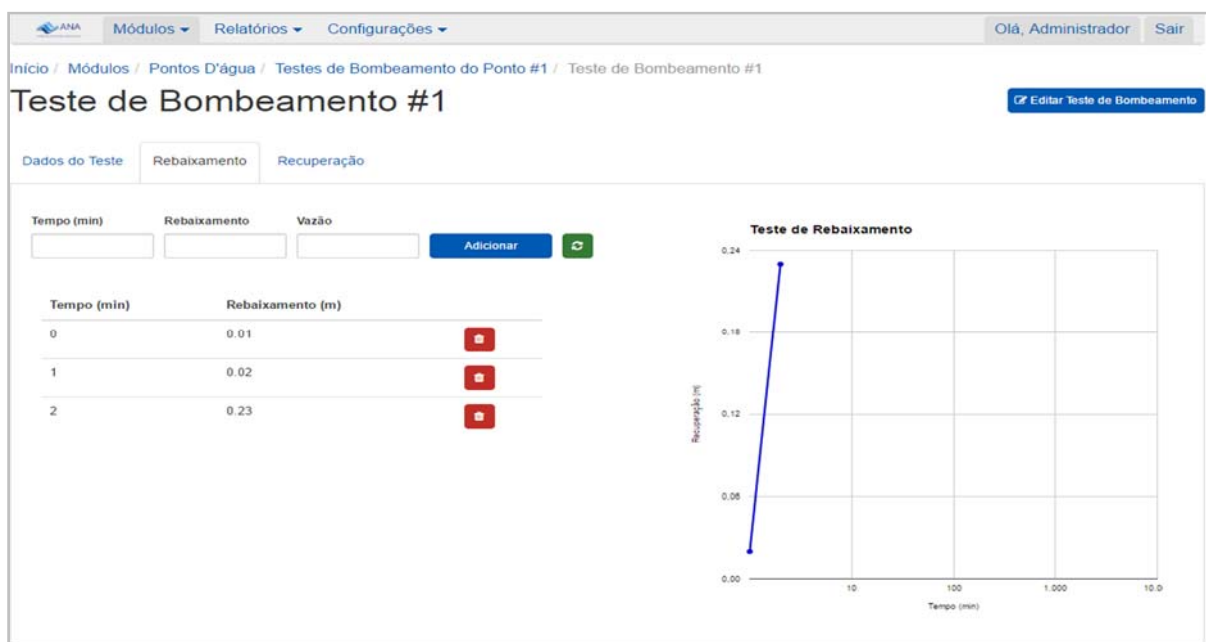 ANA
Módulos
Relatórios
Configurações
Olá, Administrador
Sair
Início / Módulos / Pontos D'água / Testes de Bombeamento do Ponto #1 / Teste de Bombeamento #1
Teste de Bombeamento #1
Editar Teste de Bombeamento
Dados do Teste
Rebaixamento
Recuperação
Tempo (min)
Rebaixamento
Vazão
Adicionar
Tempo (min)
Rebaixamento (m)
0
0.01
1
0.02
2
0.23
Teste de Rebaixamento
0,24
0,18
0,12
0,06
0,00
Recuperação (m)
10
100
1.000
10.0
Tempo (min)